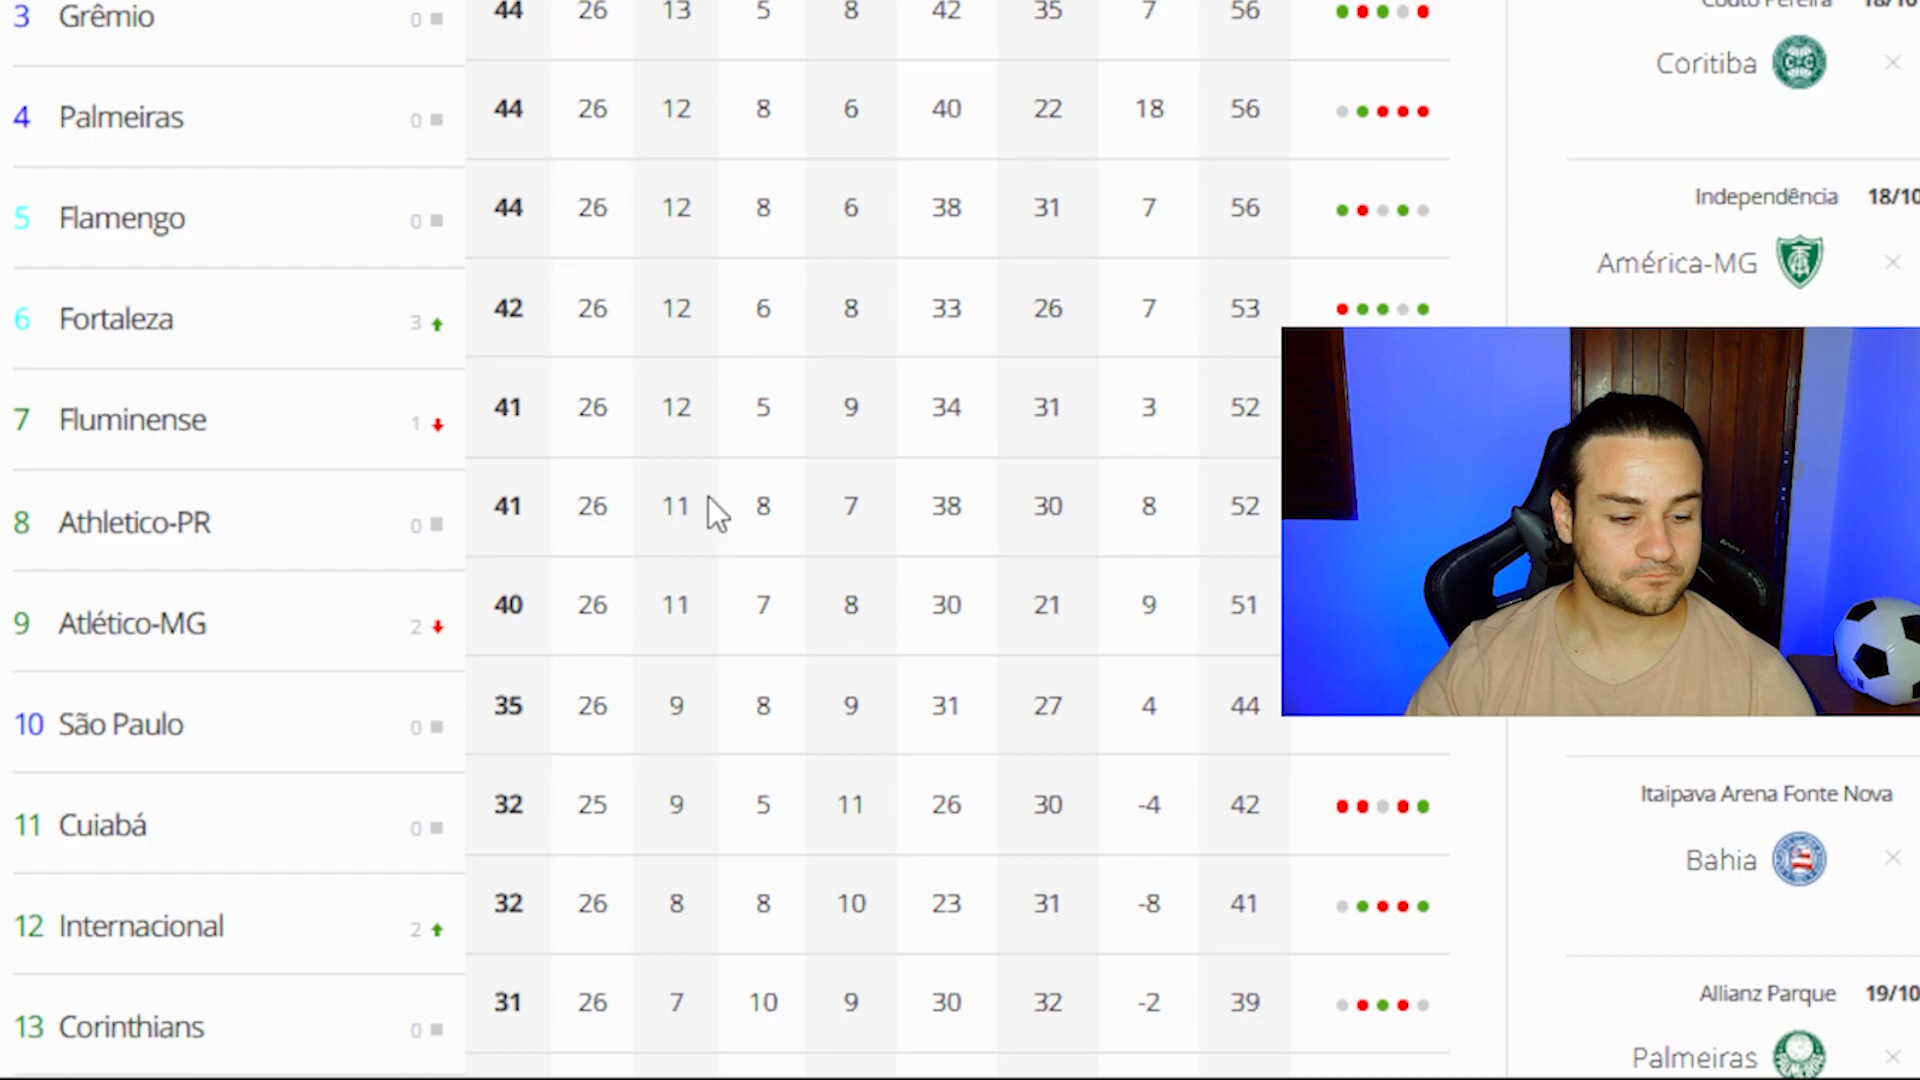 3 Grêmio 0 44 26 13 5 8 42 35 7 56
4 Palmeiras 0 44 26 12 8 6 40 22 18 56
5 Flamengo 0 44 26 12 8 6 38 31 7 56
6 Fortaleza 3 42 26 12 6 8 33 26 7 53
7 Fluminense 1 41 26 12 5 9 34 31 3 52
8 Athletico-PR 0 41 26 11 8 7 38 30 8 52
9 Atlético-MG 2 40 26 11 7 8 30 21 9 51
10 São Paulo 0 35 26 9 8 9 31 27 4 44
11 Cuiabá 0 32 25 9 5 11 26 30 -4 42
12 Internacional 2 32 26 8 8 10 23 31 -8 41
13 Corinthians 0 31 26 7 10 9 30 32 -2 39
Couto Pereira 18/10
Coritiba CFC ×
Independência 18/10
América-MG ×
Itaipava Arena Fonte Nova
Bahia ×
Allianz Parque 19/10
Palmeiras ×